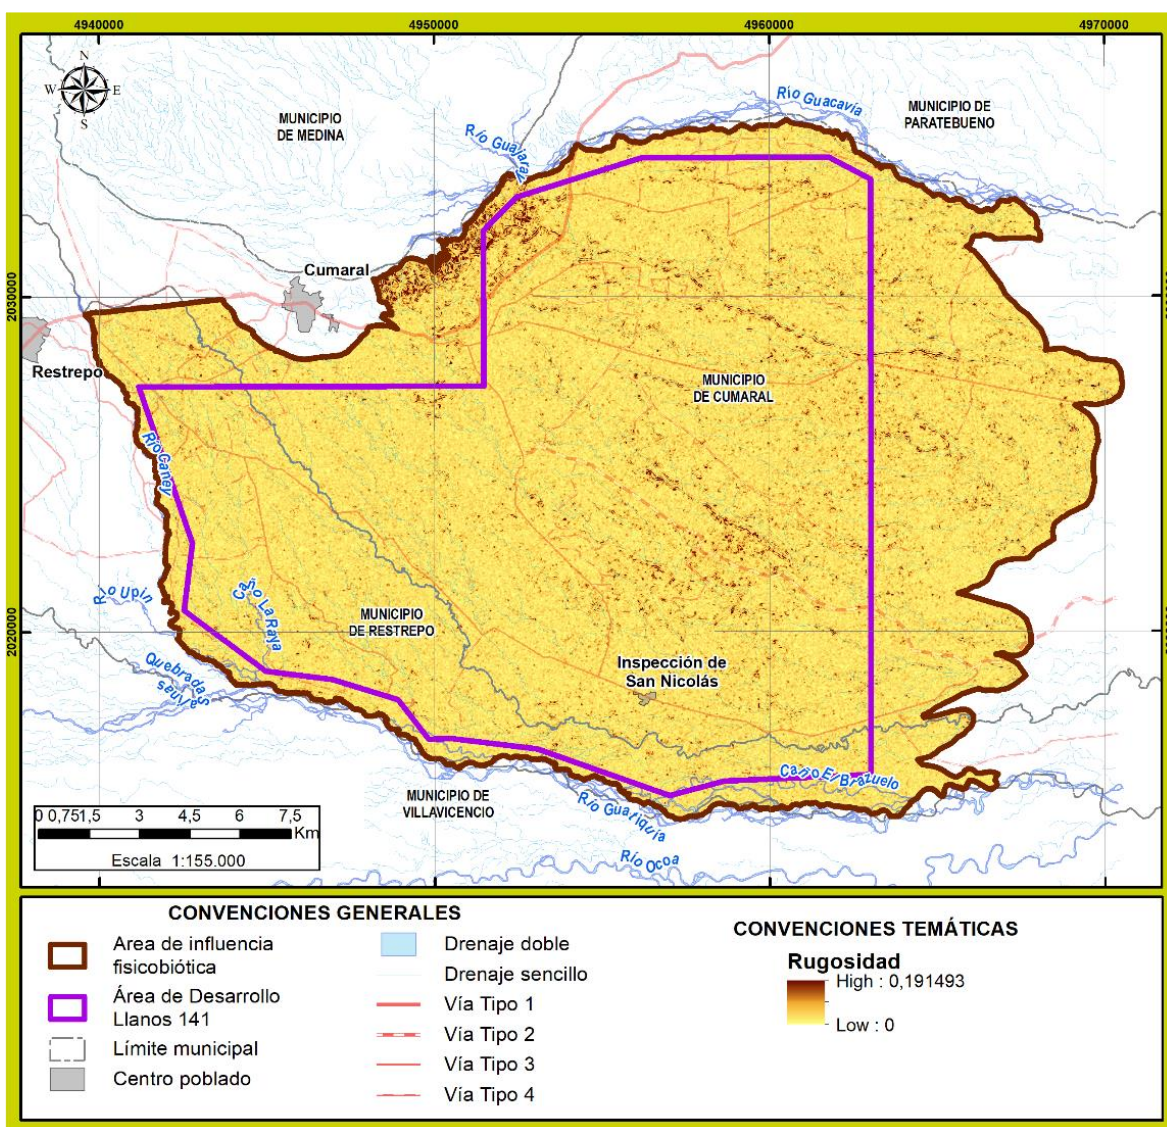 4940000
4950000
4960000
4970000
N
W
E
S
MUNICIPIO
DE MEDINA
Río Guajaray
Río Guacavía
MUNICIPIO DE
PARATEBUENO
2030000
Cumaral
Restrepo
MUNICIPIO
DE CUMARAL
Río Caney
2020000
Río Upín
Caño La Raya
MUNICIPIO
DE RESTREPO
Quebrada Salinas
Inspección de
San Nicolás
Caño El Brazuelo
MUNICIPIO DE
VILLAVICENCIO
Río Guatiquía
Río Ocoa
0 0,751,5 3 4,5 6 7,5
Km
Escala 1:155.000
CONVENCIONES GENERALES
Area de influencia
fisicobiótica
Área de Desarrollo
Llanos 141
Límite municipal
Centro poblado
Drenaje doble
Drenaje sencillo
Vía Tipo 1
Vía Tipo 2
Vía Tipo 3
Vía Tipo 4
CONVENCIONES TEMÁTICAS
Rugosidad
High : 0,191493
Low : 0